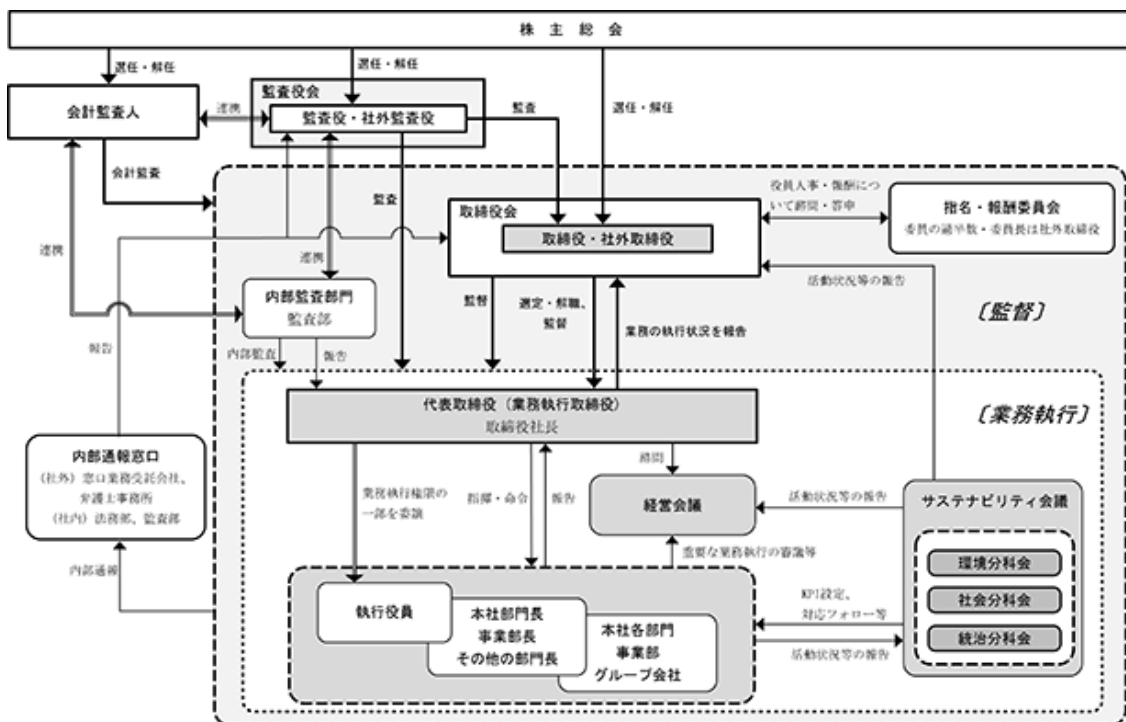 株主総会
選任・解任
選任・解任
選任・解任
会計監査人
連携
監査役会
監査役・社外監査役
監査
会計監査
監査
連携
連携
取締役会
取締役・社外取締役
役員人事・報酬につ
いて諮問・答申
指名・報酬委員会
委員の過半数・委員長は社外取締役
活動状況等の報告
〔監督〕
内部監査部門
監査部
監督
選定・解職、
監督
業務の執行状況を報告
報告
内部監査
報告
代表取締役（業務執行取締役）
取締役社長
〔業務執行〕
内部通報窓口
（社外）窓口業務受託会社、
弁護士事務所
（社内）法務部、監査部
内部通報
業務執行権限の
一部を委譲
指揮・命令
報告
諮問
経営会議
活動状況等の報告
重要な業務執行の審議等
サステナビリティ会議
環境分科会
社会分科会
統治分科会
KPI設定、
対応フォロー等
活動状況等の報告
執行役員
本社部門長
事業部長
その他の部門長
本社各部門
事業部
グループ会社